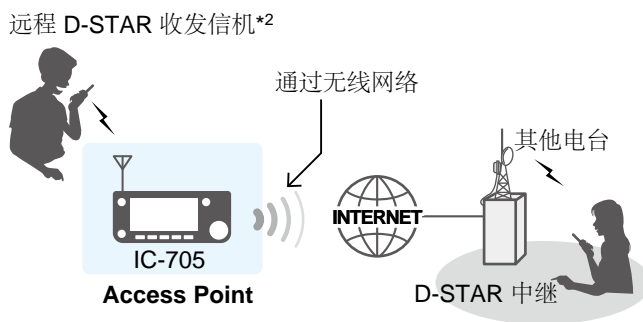 远程 D-STAR 收发信机*2
通过无线网络
其他电台
INTERNET
IC-705
Access Point
D-STAR 中继